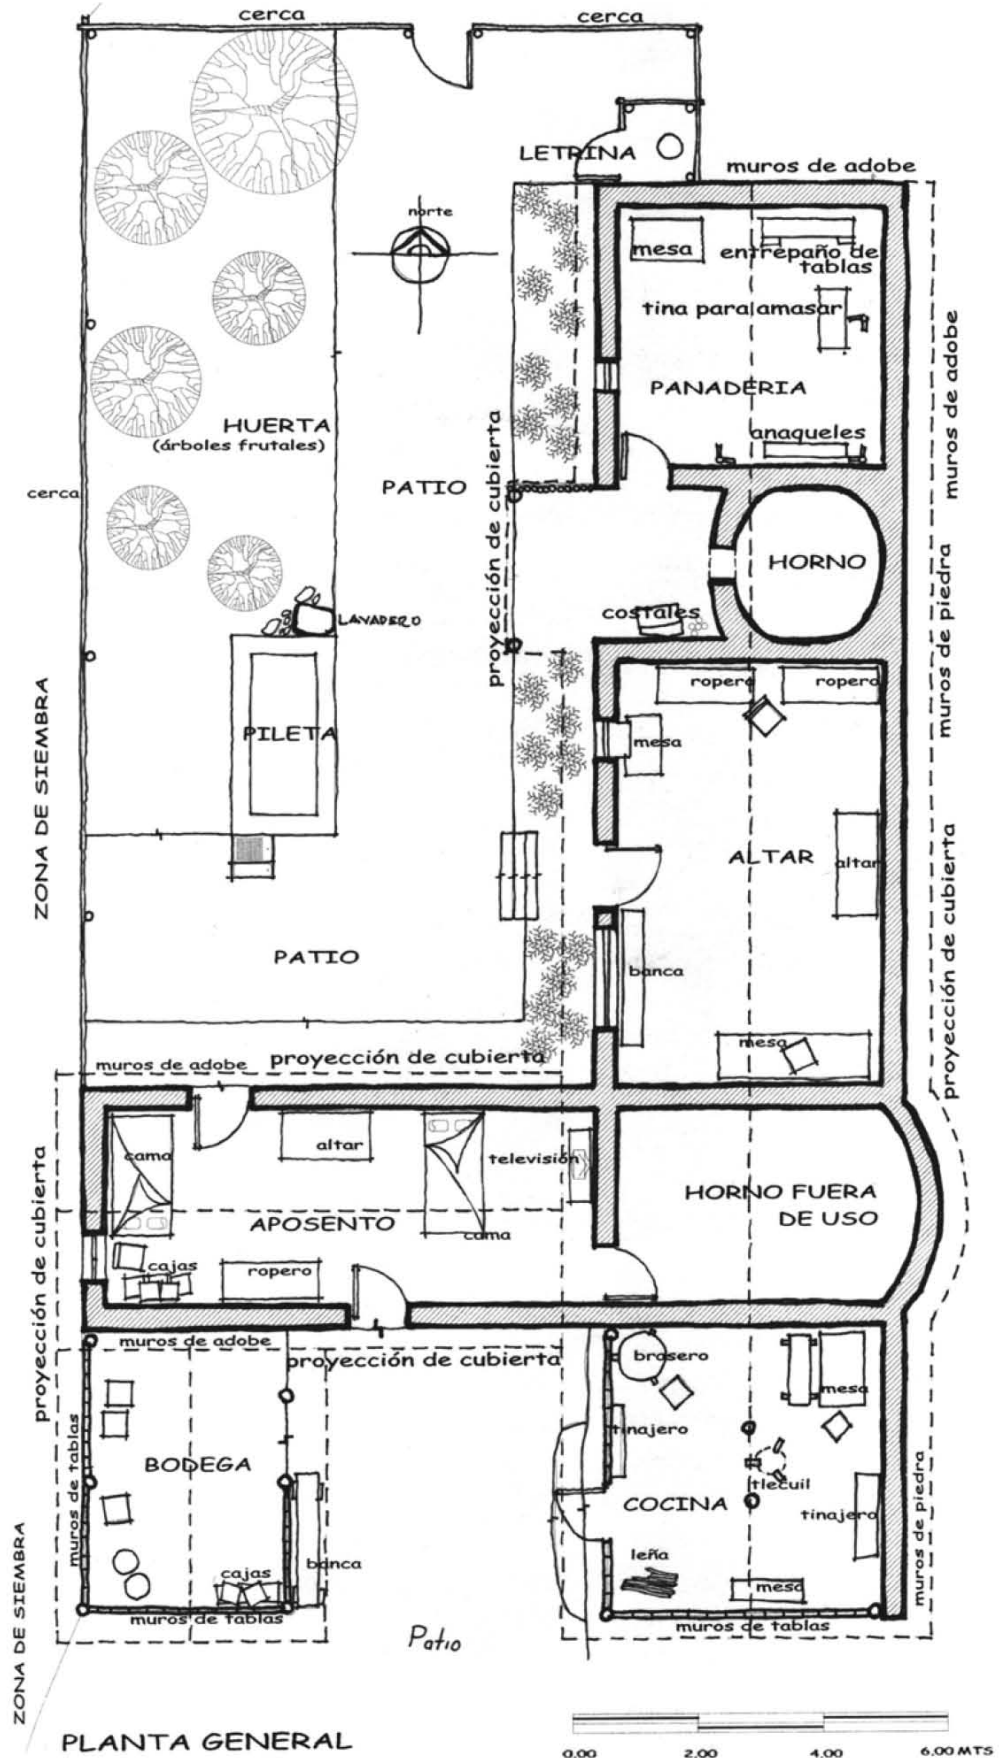 cerca
cerca
LETRINA
muros de adobe
norte
mesa
entrepaño de
tablas
tina para amasar
muros de adobe
PANADERIA
HUERTA
(árboles frutales)
anaqueles
cerca
PATIO
proyección de cubierta
HORNO
muros de piedra
costales
LAVADERO
ropero
ropero
PILETA
mesa
ZONA DE SIEMBRA
ALTAR
altar
proyección de cubierta
PATIO
banca
mesa
muros de adobe
proyección de cubierta
cama
altar
televisión
HORNO FUERA
DE USO
APOSENTO
cama
proyección de cubierta
cajas
ropero
muros de adobe
proyección de cubierta
brasero
mesa
tinajero
muros de tablas
BODEGA
tlecuil
COCINA
tinajero
muros de piedra
leña
banca
cajas
mesa
muros de tablas
muros de tablas
ZONA DE SIEMBRA
Patio
PLANTA GENERAL
0.00 2.00 4.00 6.00 MTS